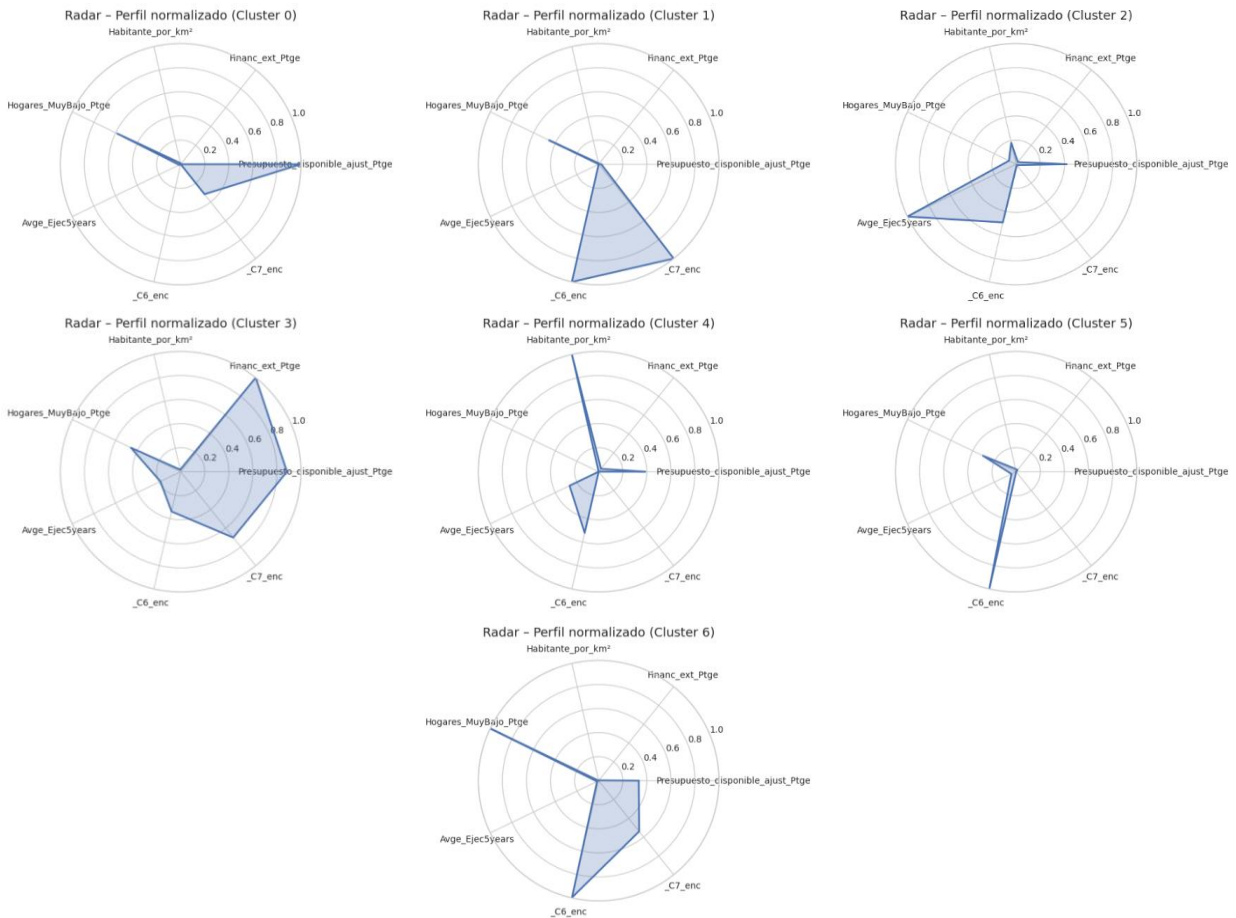 Radar – Perfil normalizado (Cluster 0)
Habitante_por_km²
Financ_ext_Ptge
Hogares_MuyBajo_Ptge
1.0
0.8
0.6
0.4
0.2
Presupuesto_disponible_ajust_Ptge
Avge_Ejec5years
_C7_enc
_C6_enc
Radar – Perfil normalizado (Cluster 1)
Habitante_por_km²
Financ_ext_Ptge
Hogares_MuyBajo_Ptge
1.0
0.8
0.6
0.4
0.2
Presupuesto_disponible_ajust_Ptge
Avge_Ejec5years
_C7_enc
_C6_enc
Radar – Perfil normalizado (Cluster 2)
Habitante_por_km²
Financ_ext_Ptge
Hogares_MuyBajo_Ptge
1.0
0.8
0.6
0.4
0.2
Presupuesto_disponible_ajust_Ptge
Avge_Ejec5years
_C7_enc
_C6_enc
Radar – Perfil normalizado (Cluster 3)
Habitante_por_km²
Financ_ext_Ptge
Hogares_MuyBajo_Ptge
1.0
0.8
0.6
0.4
0.2
Presupuesto_disponible_ajust_Ptge
Avge_Ejec5years
_C7_enc
_C6_enc
Radar – Perfil normalizado (Cluster 4)
Habitante_por_km²
Financ_ext_Ptge
Hogares_MuyBajo_Ptge
1.0
0.8
0.6
0.4
0.2
Presupuesto_disponible_ajust_Ptge
Avge_Ejec5years
_C7_enc
_C6_enc
Radar – Perfil normalizado (Cluster 5)
Habitante_por_km²
Financ_ext_Ptge
Hogares_MuyBajo_Ptge
1.0
0.8
0.6
0.4
0.2
Presupuesto_disponible_ajust_Ptge
Avge_Ejec5years
_C7_enc
_C6_enc
Radar – Perfil normalizado (Cluster 6)
Habitante_por_km²
Financ_ext_Ptge
Hogares_MuyBajo_Ptge
1.0
0.8
0.6
0.4
0.2
Presupuesto_disponible_ajust_Ptge
Avge_Ejec5years
_C7_enc
_C6_enc